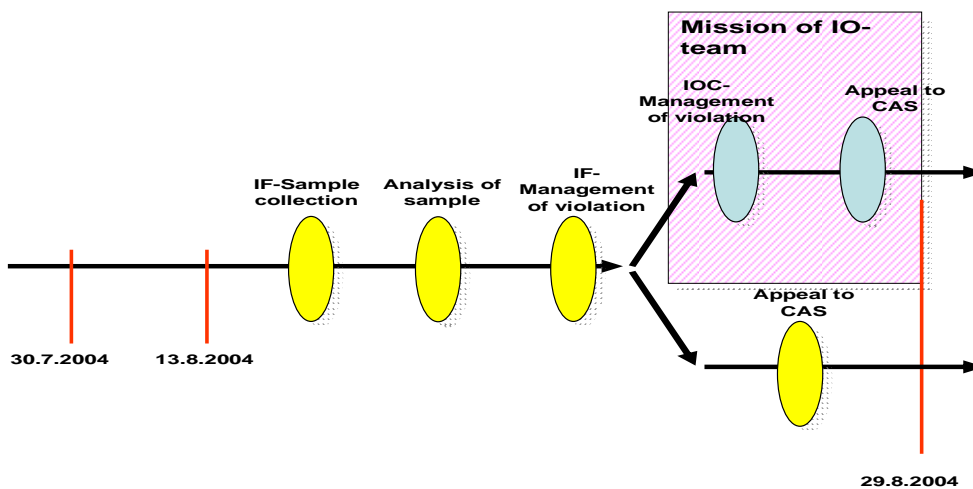 Mission of IO-
team
IOC-
Management
of violation
Appeal to
CAS
IF-Sample
collection
Analysis of
sample
IF-
Management
of violation
Appeal to
CAS
30.7.2004
13.8.2004
29.8.2004